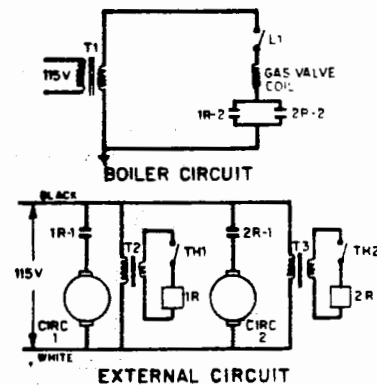 T1
L1
115V
GAS VALVE
COIL
1R-2
2R-2
BOILER CIRCUIT
BLACK
1R-1
T2
TH1
2R-1
T3
TH2
115V
1R
2R
CIRC
1
CIRC
2
WHITE
EXTERNAL CIRCUIT